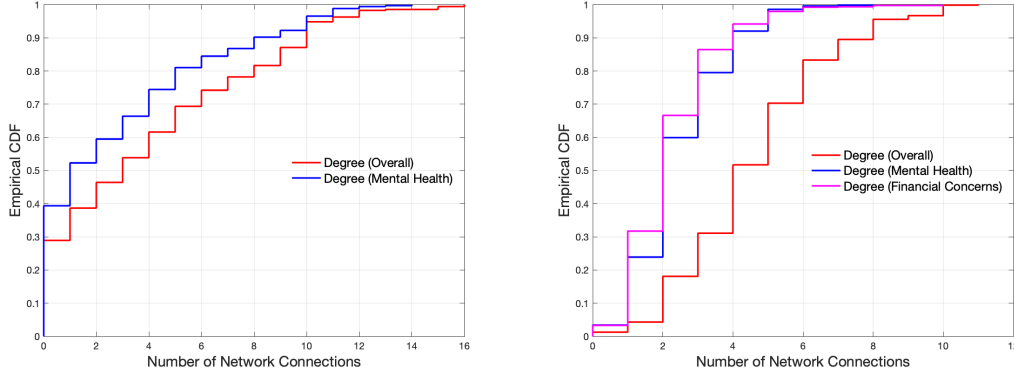 1
0.9
0.8
0.7
0.6
0.5
0.4
0.3
0.2
0.1
0
Empirical CDF
Degree (Overall)
Degree (Mental Health)
0 2 4 6 8 10 12 14 16
Number of Network Connections
1
0.9
0.8
0.7
0.6
0.5
0.4
0.3
0.2
0.1
0
Empirical CDF
Degree (Overall)
Degree (Mental Health)
Degree (Financial Concerns)
0 2 4 6 8 10 12
Number of Network Connections